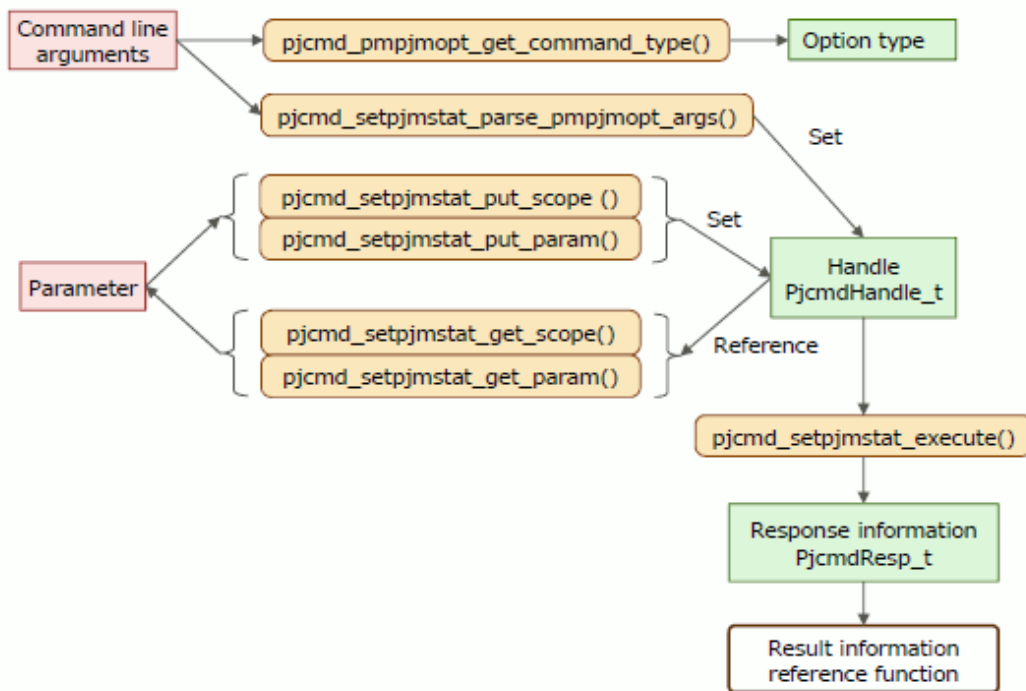 Command line
arguments
pjcmd_pmpjmopt_get_command_type()
Option type
pjcmd_setpjmstat_parse_pmpjmopt_args()
Set
pjcmd_setpjmstat_put_scope ()
pjcmd_setpjmstat_put_param()
Set
Parameter
Handle
PjcmdHandle_t
pjcmd_setpjmstat_get_scope()
pjcmd_setpjmstat_get_param()
Reference
pjcmd_setpjmstat_execute()
Response information
PjcmdResp_t
Result information
reference function